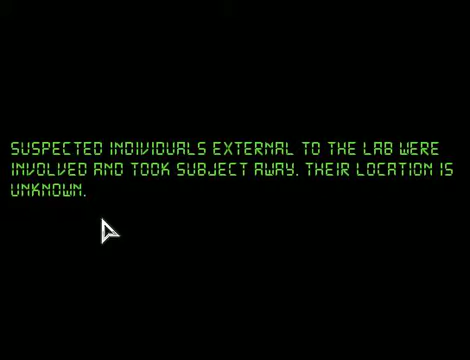 SUSPECTED INDIVIDUALS EXTERNAL TO THE LAB WERE
INVOLVED AND TOOK SUBJECT AWAY. THEIR LOCATION IS
UNKNOWN.